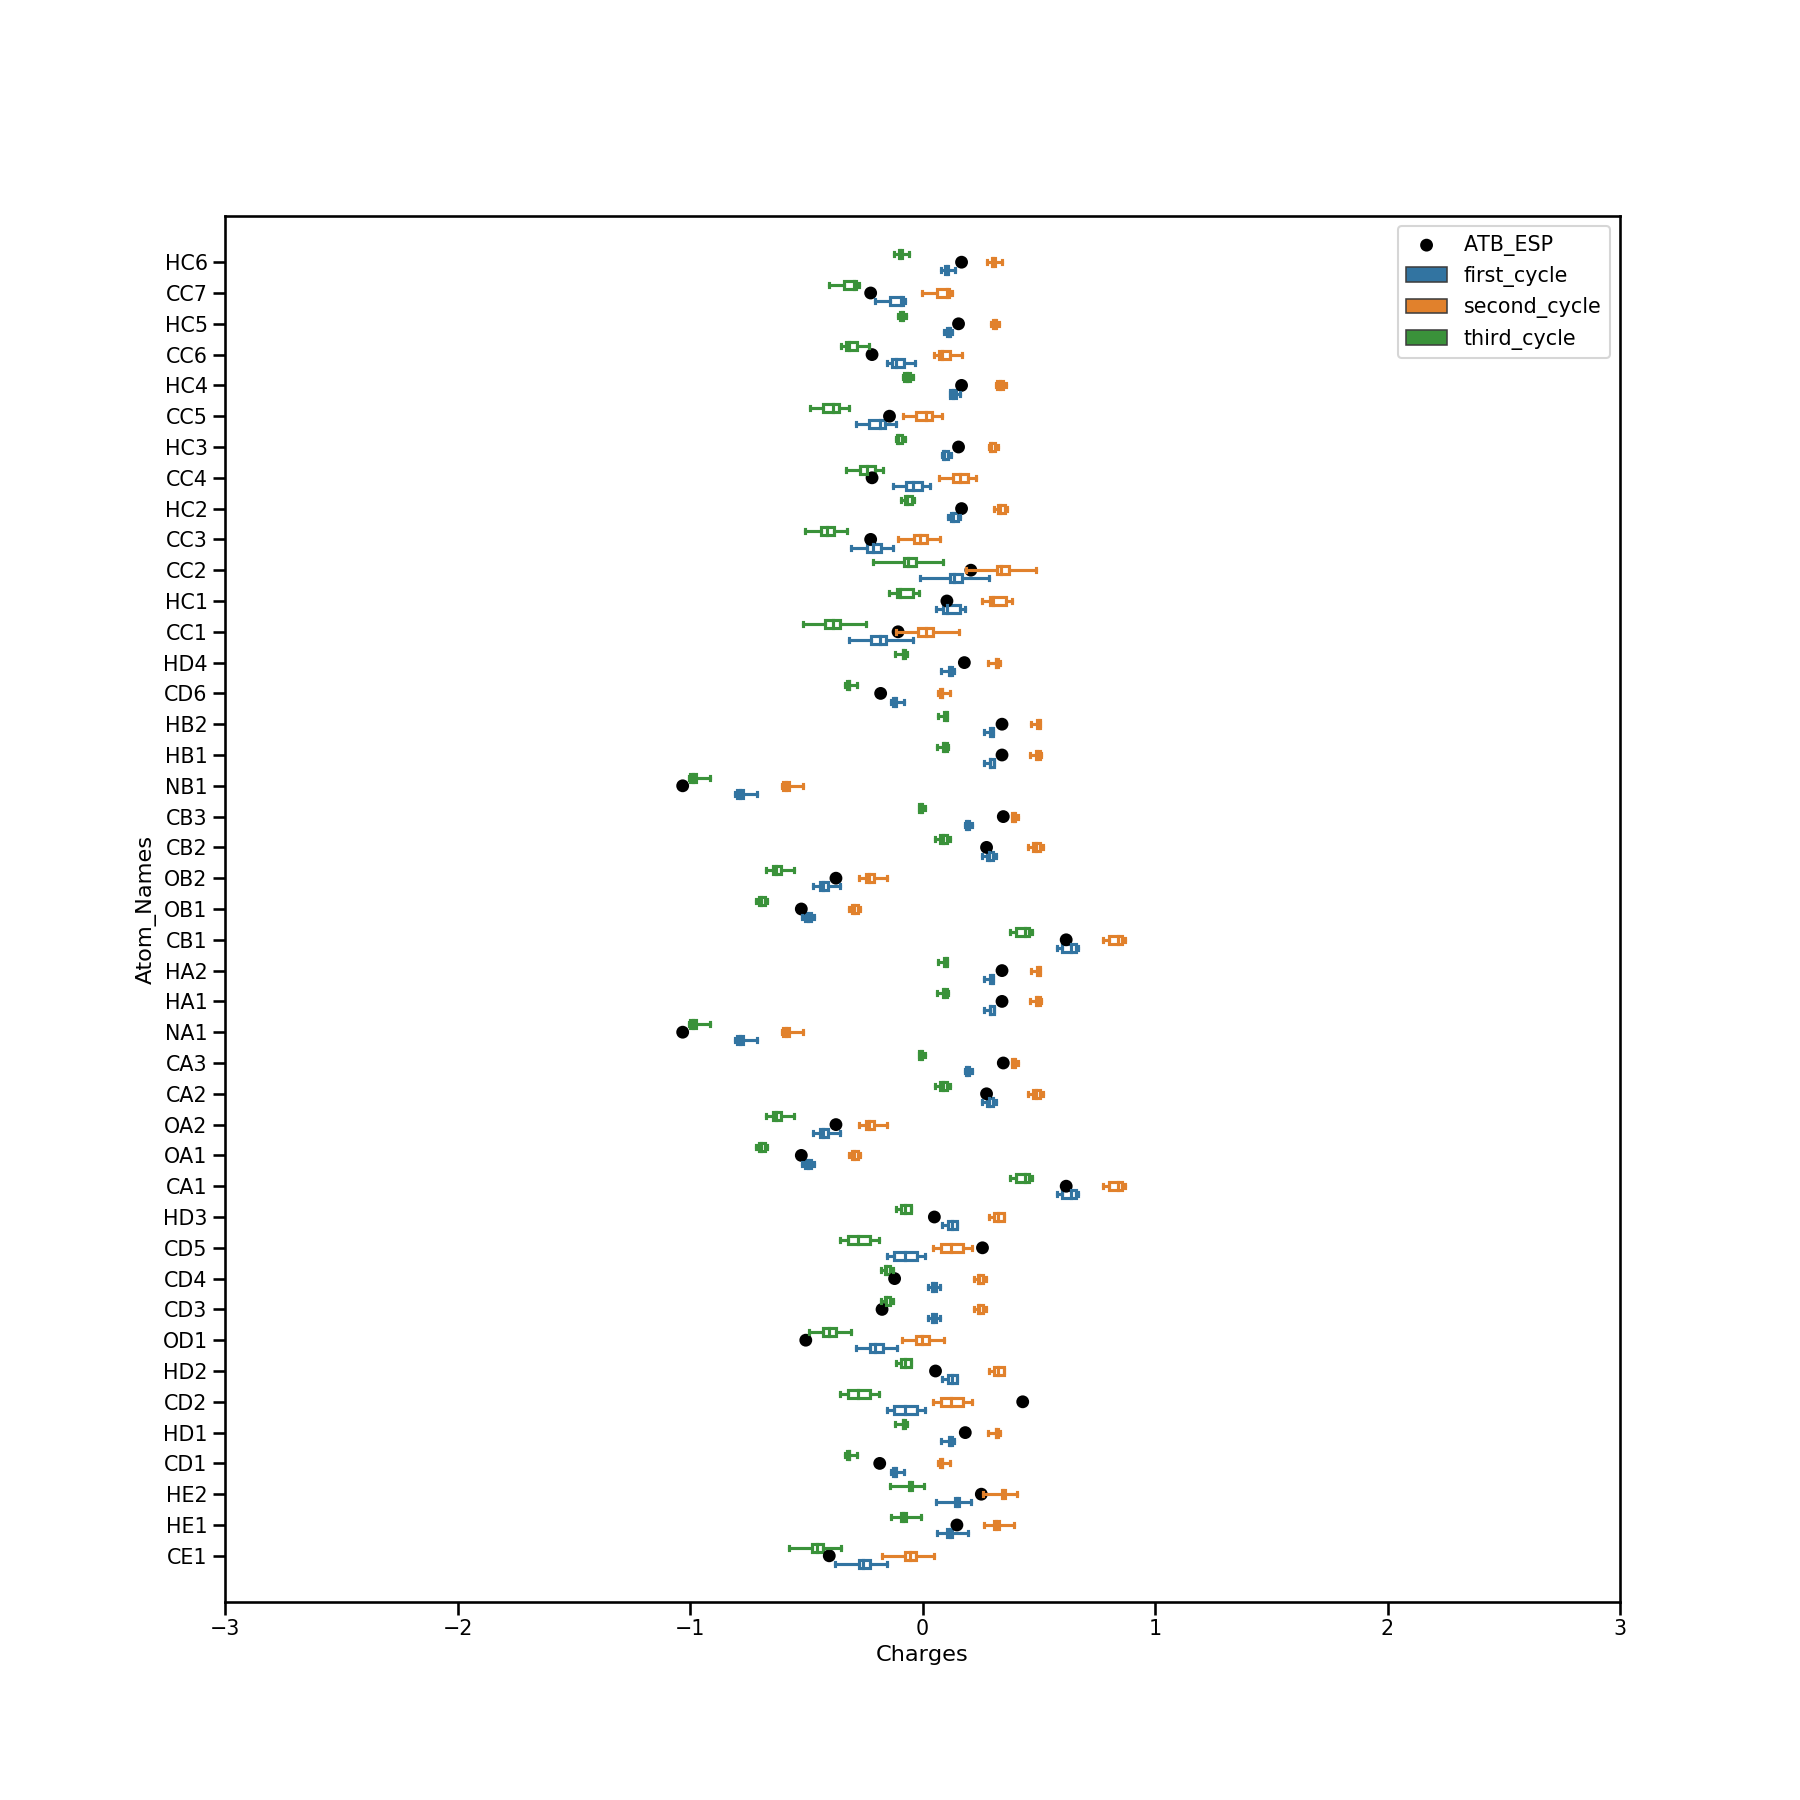 ATB_ESP
first_cycle
second_cycle
third_cycle
HC6
CC7
HC5
CC6
HC4
CC5
HC3
CC4
HC2
CC3
CC2
HC1
CC1
HD4
CD6
HB2
HB1
NB1
CB3
CB2
OB2
OB1
CB1
HA2
HA1
NA1
CA3
CA2
OA2
OA1
CA1
HD3
CD5
CD4
CD3
OD1
HD2
CD2
HD1
CD1
HE2
HE1
CE1
Atom_Names
−3 −2 −1 0 1 2 3
Charges